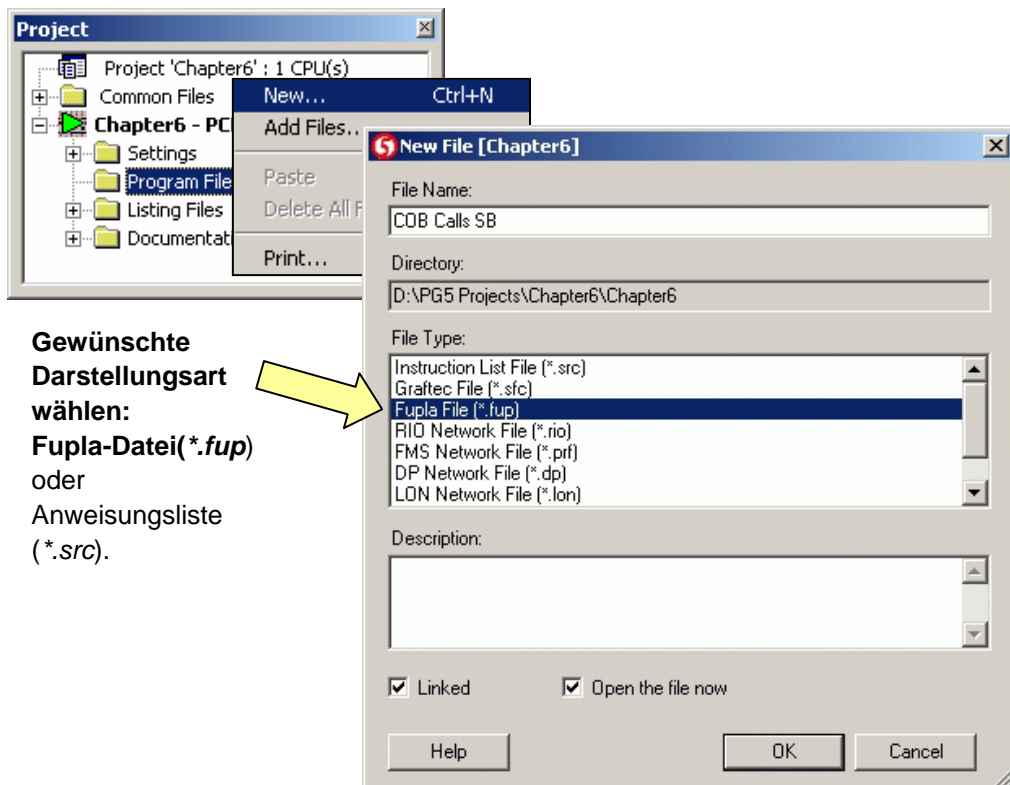 Project
Project 'Chapter6' : 1 CPU(s)
Common Files
Chapter6 - PC
Settings
Program File
Listing Files
Documentat
New... Ctrl+N
Add Files..
Paste
Delete All F
Print...
New File [Chapter6]
File Name:
COB Calls SB
Directory:
D:\PG5 Projects\Chapter6\Chapter6
File Type:
Instruction List File (*.src)
Graftec File (*.sfc)
Fupla File (*.fup)
RIO Network File (*.rio)
FMS Network File (*.prf)
DP Network File (*.dp)
LON Network File (*.lon)
Description:
Linked
Open the file now
Help
OK
Cancel
Gewünschte
Darstellungsart
wählen:
Fupla-Datei(*.fup)
oder
Anweisungsliste
(*.src).